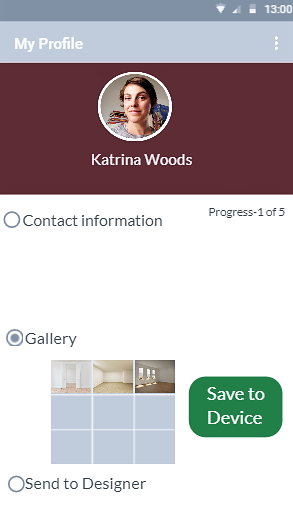 13:00
My Profile
Katrina Woods
Progress-1 of 5
Contact information
Gallery
Save to
Device
Send to Designer